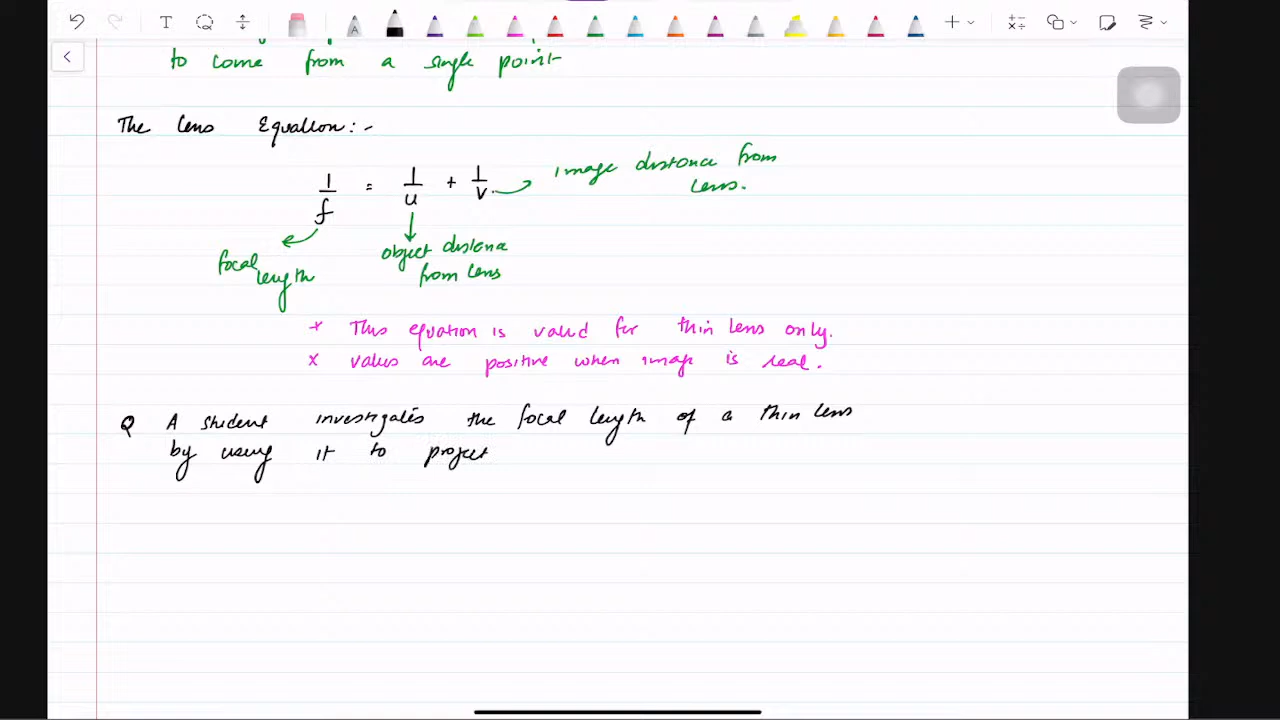 to come from a single point
The lens Equation:-
1/f = 1/u + 1/v
image distance from
lens.
focal
length
object distance
from lens
* This equation is valid for thin lens only.
x values are positive when image is real.
Q A student investigates the focal length of a thin lens
by using it to project